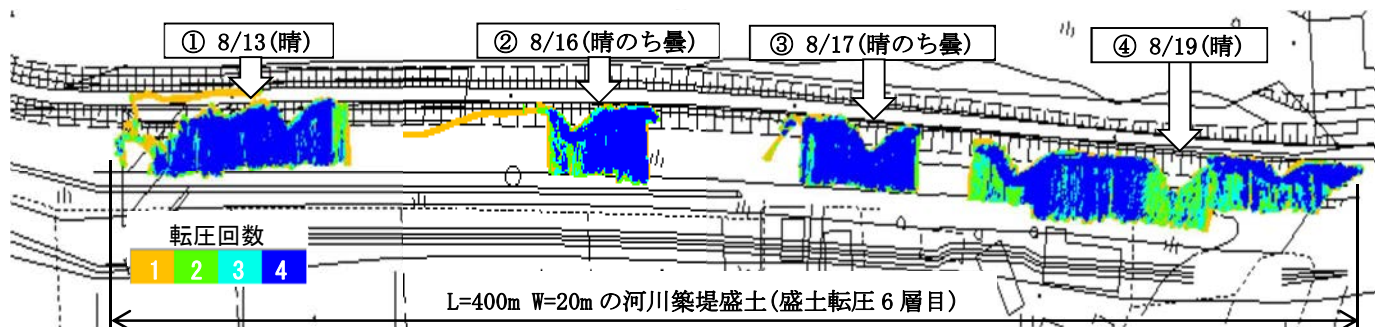 ① 8/13(晴)
② 8/16(晴のち曇)
③ 8/17(晴のち曇)
④ 8/19(晴)
転圧回数
1 2 3 4
L=400m W=20m の河川築堤盛土(盛土転圧６層目)